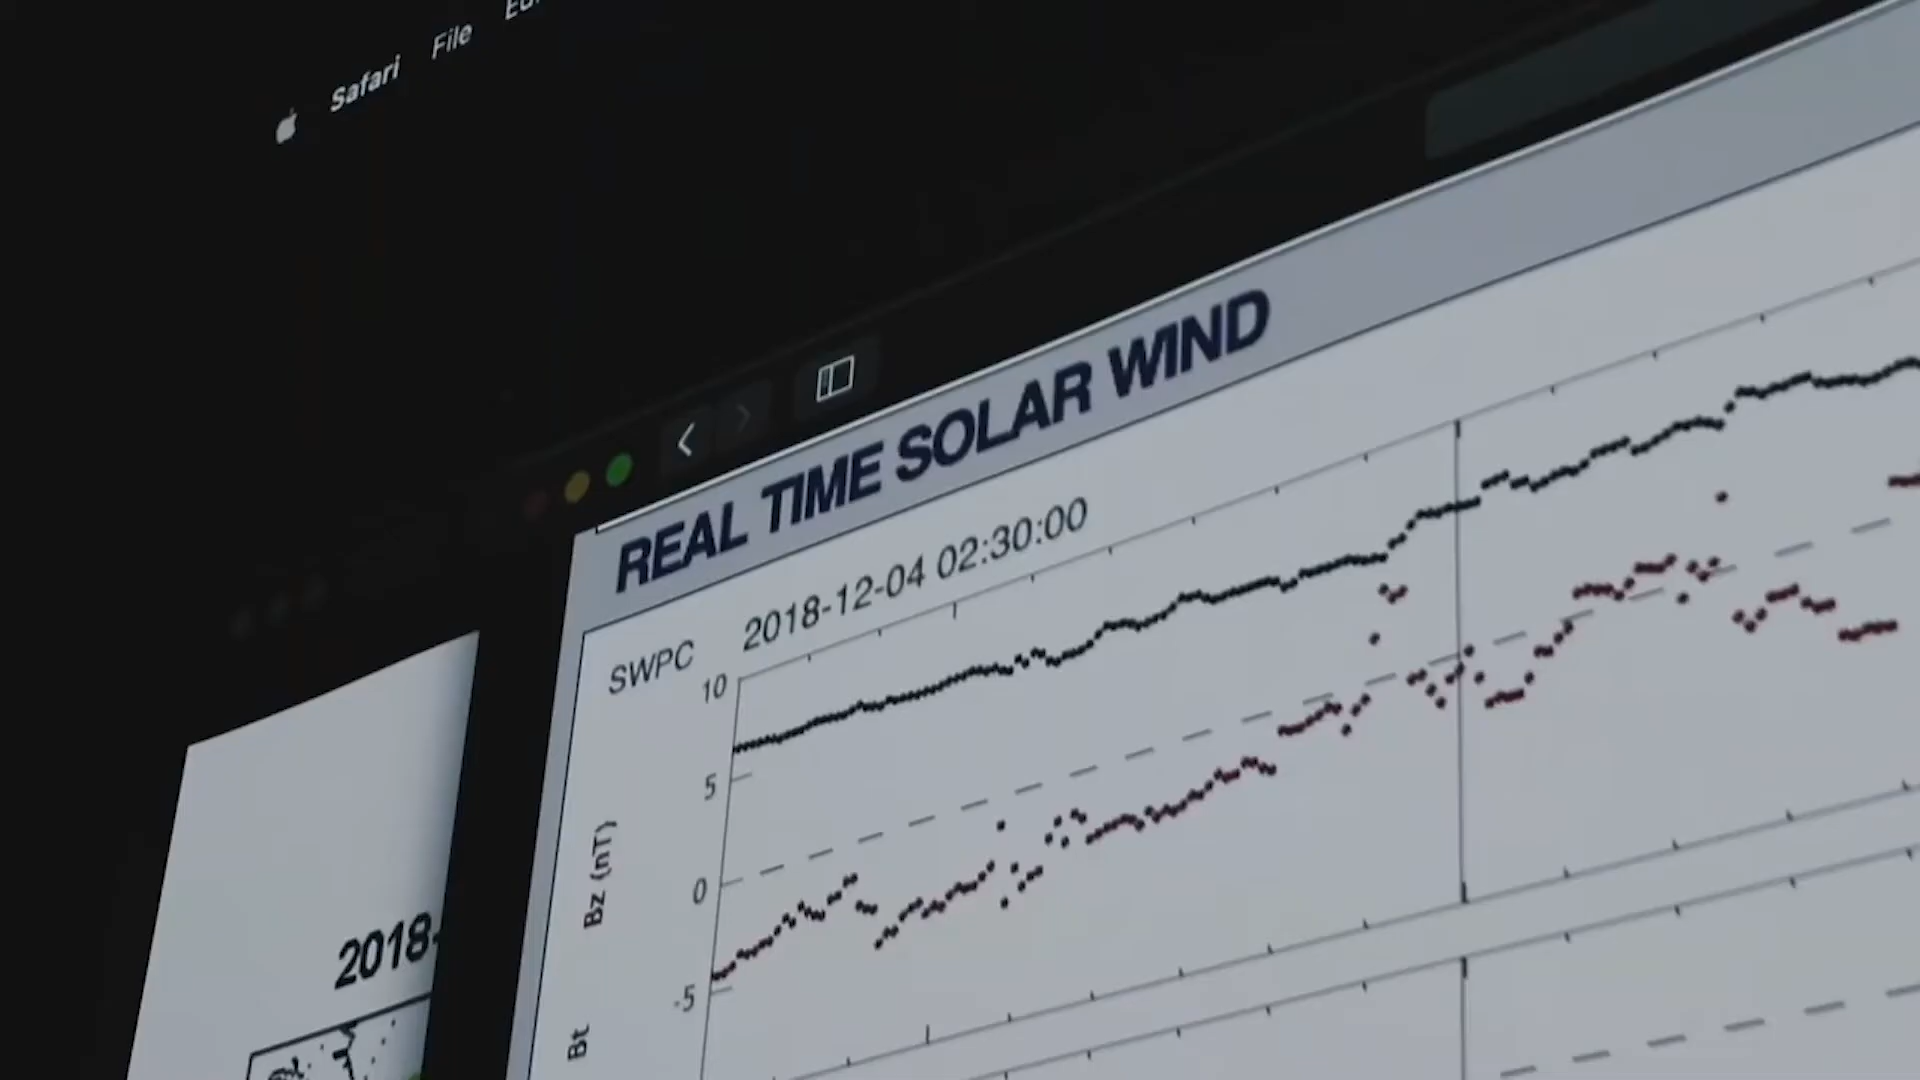 Safari File
REAL TIME SOLAR WIND
SWPC 2018-12-04 02:30:00
10
5
0
-5
Bz (nT)
Bt
2018-